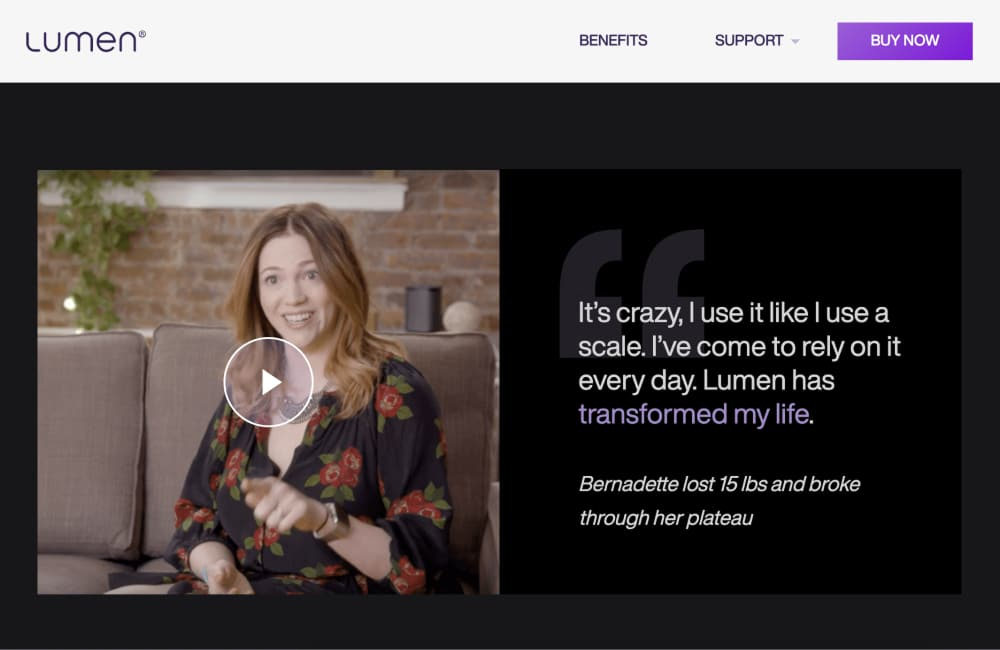 Lumen®
BENEFITS
SUPPORT
BUY NOW
“
It’s crazy, I use it like I use a
scale. I’ve come to rely on it
every day. Lumen has
transformed my life.
Bernadette lost 15 lbs and broke
through her plateau